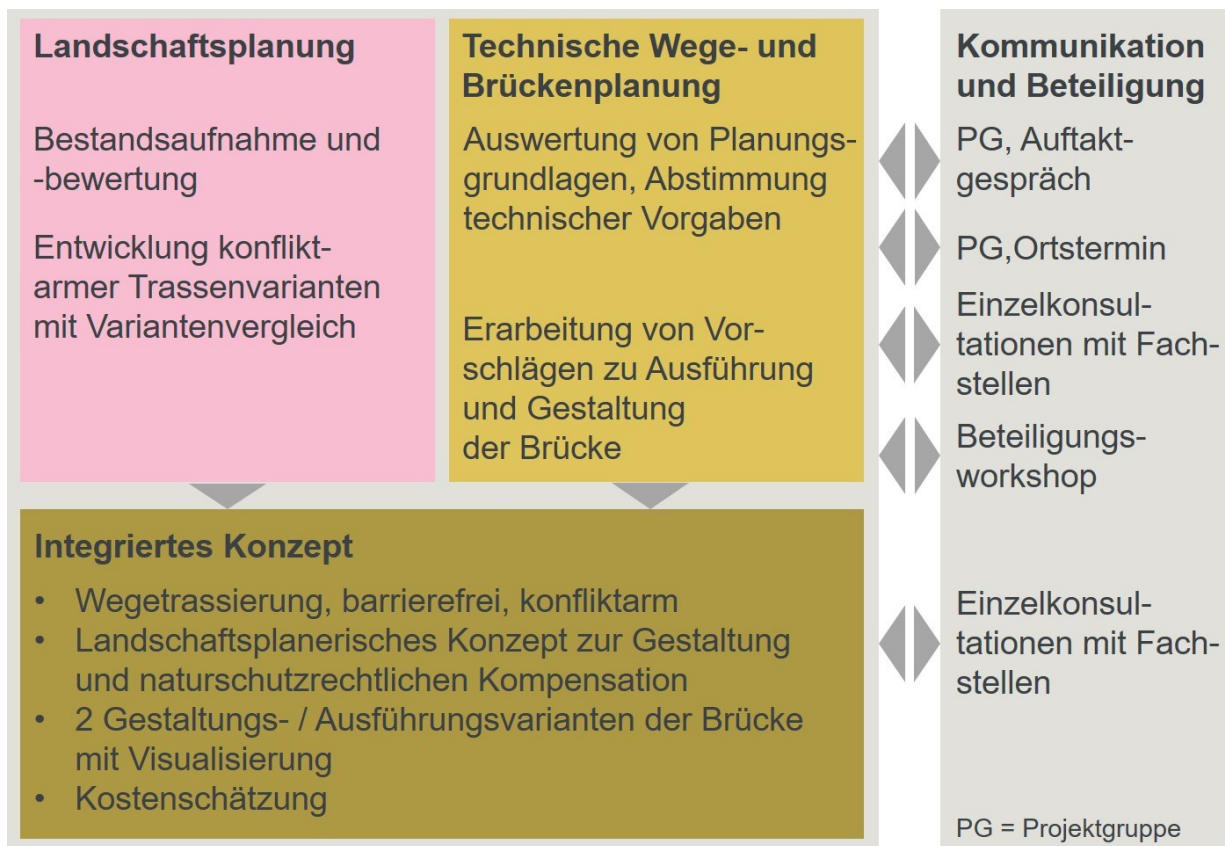 Landschaftsplanung
Bestandsaufnahme und
-bewertung
Entwicklung konflikt-
armer Trassenvarianten
mit Variantenvergleich
Technische Wege- und
Brückenplanung
Auswertung von Planungs-
grundlagen, Abstimmung
technischer Vorgaben
Erarbeitung von Vor-
schlägen zu Ausführung
und Gestaltung
der Brücke
Integriertes Konzept
• Wegetrassierung, barrierefrei, konfliktarm
• Landschaftsplanerisches Konzept zur Gestaltung
und naturschutzrechtlichen Kompensation
• 2 Gestaltungs- / Ausführungsvarianten der Brücke
mit Visualisierung
• Kostenschätzung
Kommunikation
und Beteiligung
PG, Auftakt-
gespräch
PG,Ortstermin
Einzelkonsul-
tationen mit Fach-
stellen
Beteiligungs-
workshop
Einzelkonsul-
tationen mit Fach-
stellen
PG = Projektgruppe